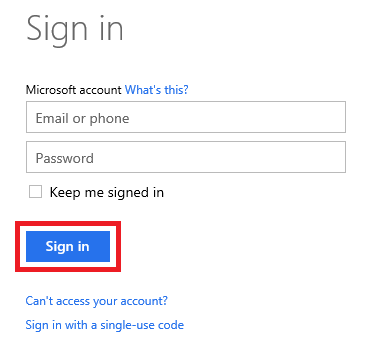 Sign in
Microsoft account What's this?
Email or phone
Password
Keep me signed in
Sign in
Can't access your account?
Sign in with a single-use code